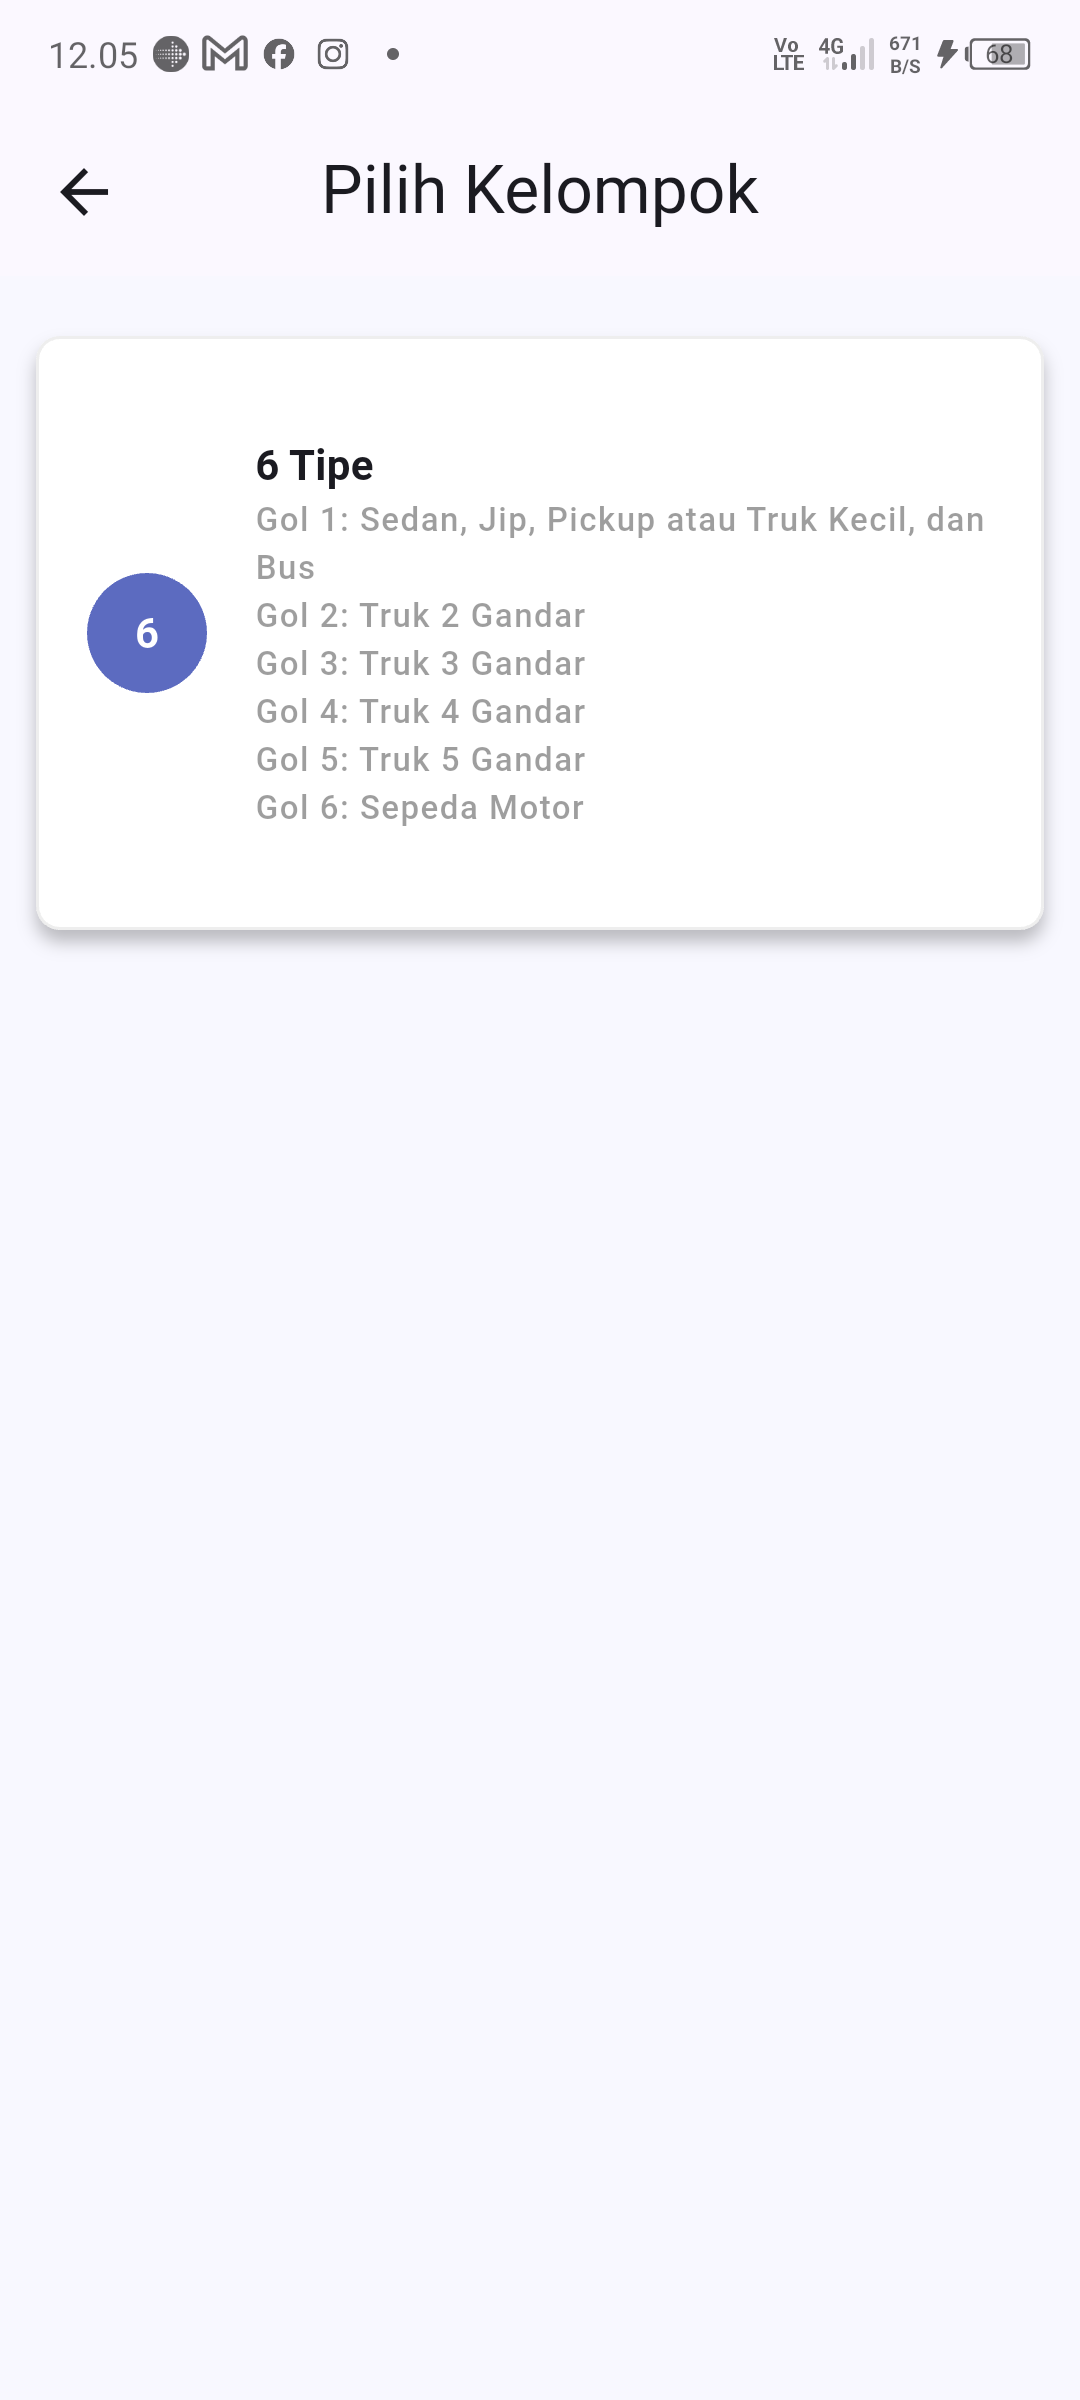 12.05
Vo LTE 4G 671 B/S 68
Pilih Kelompok
6 Tipe
Gol 1: Sedan, Jip, Pickup atau Truk Kecil, dan
Bus
Gol 2: Truk 2 Gandar
6
Gol 3: Truk 3 Gandar
Gol 4: Truk 4 Gandar
Gol 5: Truk 5 Gandar
Gol 6: Sepeda Motor